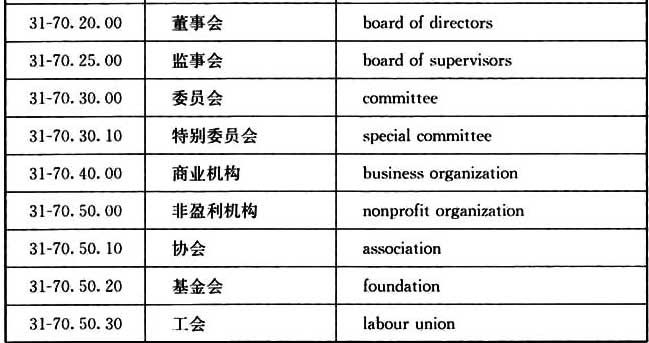 31-70.20.00 董事会 board of directors
31-70.25.00 监事会 board of supervisors
31-70.30.00 委员会 committee
31-70.30.10 特别委员会 special committee
31-70.40.00 商业机构 business organization
31-70.50.00 非盈利机构 nonprofit organization
31-70.50.10 协会 association
31-70.50.20 基金会 foundation
31-70.50.30 工会 labour union